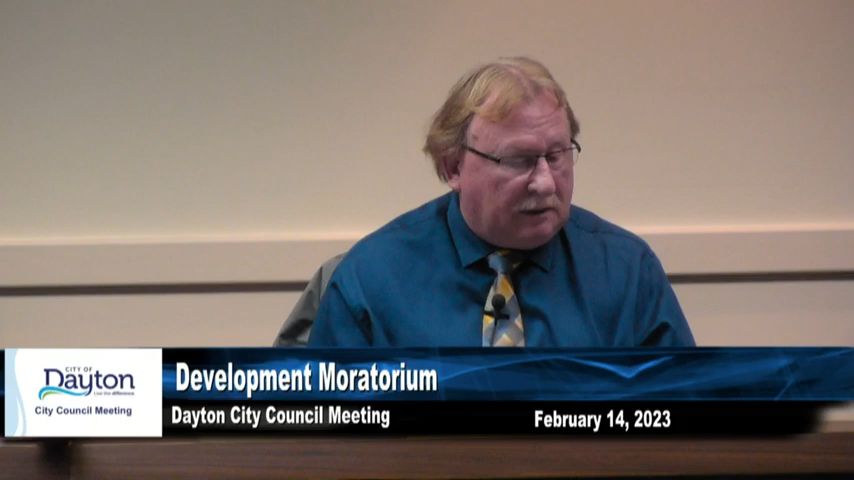 CITY OF
Dayton
City Council Meeting
Development Moratorium
Dayton City Council Meeting
February 14, 2023